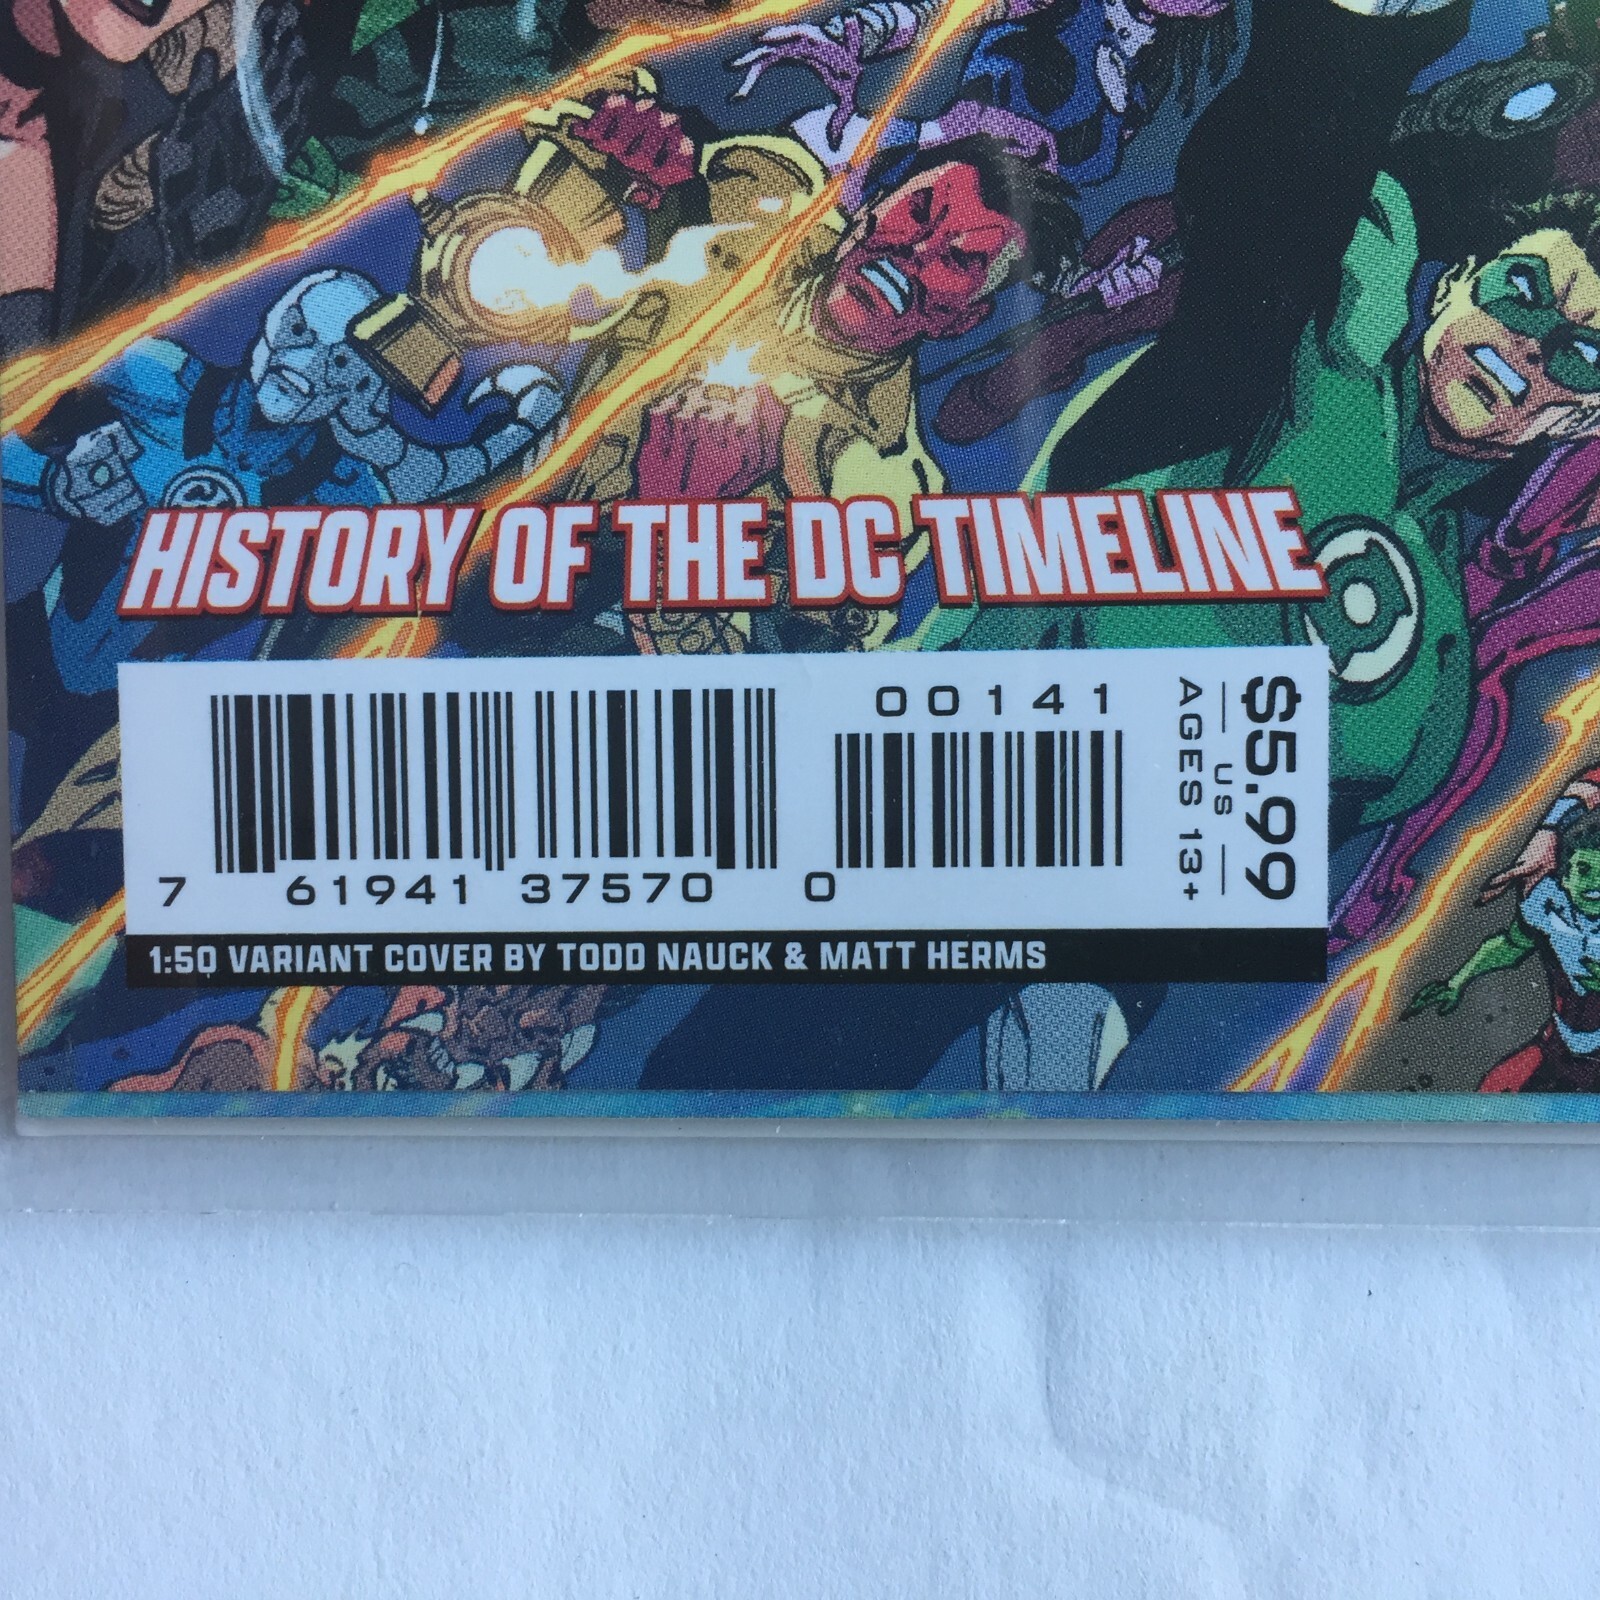 HISTORY OF THE DC TIMELINE
00141
7 61941 37570 0
$5.99
US
AGES 13+
1:50 VARIANT COVER BY TODD NAUCK & MATT HERMS